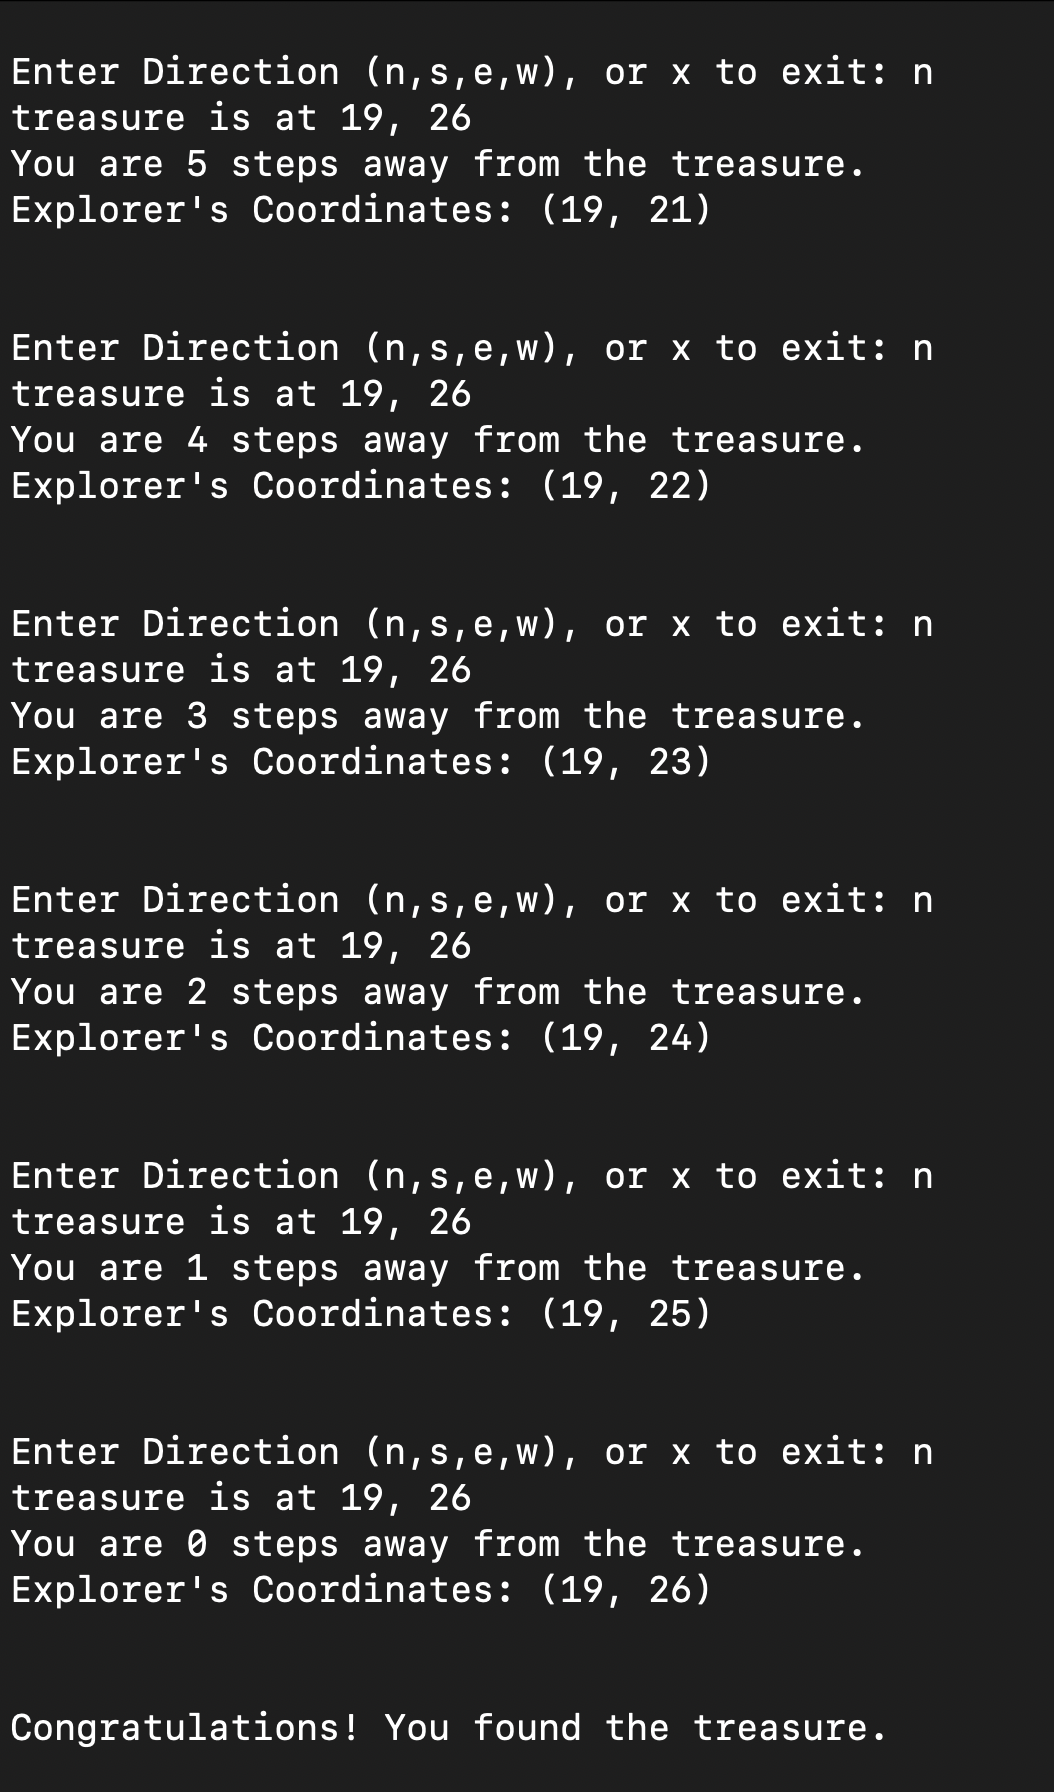 Enter Direction (n,s,e,w), or x to exit: n
treasure is at 19, 26
You are 5 steps away from the treasure.
Explorer's Coordinates: (19, 21)
Enter Direction (n,s,e,w), or x to exit: n
treasure is at 19, 26
You are 4 steps away from the treasure.
Explorer's Coordinates: (19, 22)
Enter Direction (n,s,e,w), or x to exit: n
treasure is at 19, 26
You are 3 steps away from the treasure.
Explorer's Coordinates: (19, 23)
Enter Direction (n,s,e,w), or x to exit: n
treasure is at 19, 26
You are 2 steps away from the treasure.
Explorer's Coordinates: (19, 24)
Enter Direction (n,s,e,w), or x to exit: n
treasure is at 19, 26
You are 1 steps away from the treasure.
Explorer's Coordinates: (19, 25)
Enter Direction (n,s,e,w), or x to exit: n
treasure is at 19, 26
You are 0 steps away from the treasure.
Explorer's Coordinates: (19, 26)
Congratulations! You found the treasure.